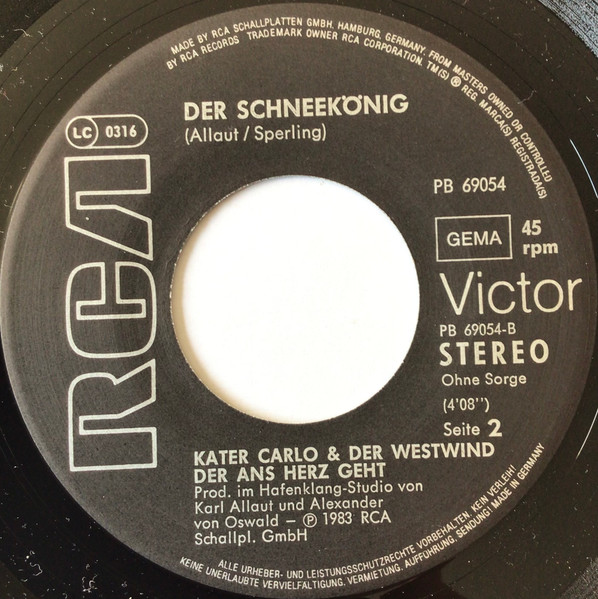 MADE BY RCA SCHALLPLATTEN GMBH, HAMBURG, GERMANY, FROM MASTERS OWNED OR CONTROLLED
BY RCA RECORDS TRADEMARK OWNER RCA CORPORATION. TM(S) ® REG. MARCA(S) REGISTRADA(S)
DER SCHNEEKÖNIG
(Allaut / Sperling)
LC 0316
RCA
PB 69054
GEMA
45
rpm
Victor
PB 69054-B
STEREO
Ohne Sorge
(4'08'')
Seite 2
KATER CARLO & DER WESTWIND
DER ANS HERZ GEHT
Prod. im Hafenklang-Studio von
Karl Allaut und Alexander
von Oswald – Ⓟ 1983 RCA
Schallpl. GmbH
ALLE URHEBER- UND LEISTUNGSSCHUTZRECHTE VORBEHALTEN. KEIN VERLEIH!
KEINE UNERLAUBTE VERVIELFÄLTIGUNG, VERMIETUNG, AUFFÜHRUNG, SENDUNG! MADE IN GERMANY